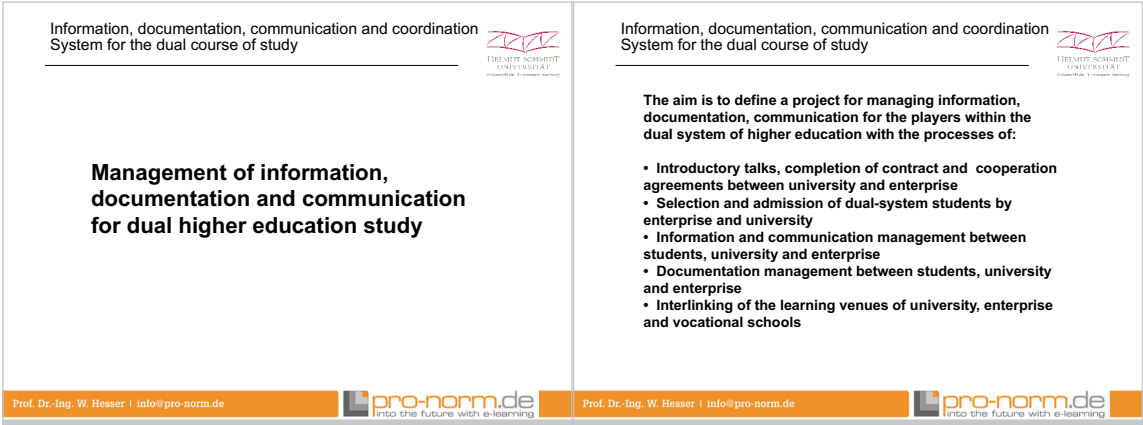 Information, documentation, communication and coordination
System for the dual course of study
HELMUT SCHMIDT
UNIVERSITÄT
Management of information,
documentation and communication
for dual higher education study
Prof. Dr.-Ing. W. Hesser | info@pro-norm.de
pro-norm.de
into the future with e-learning
Information, documentation, communication and coordination
System for the dual course of study
HELMUT SCHMIDT
UNIVERSITÄT
The aim is to define a project for managing information,
documentation, communication for the players within the
dual system of higher education with the processes of:
• Introductory talks, completion of contract and cooperation
agreements between university and enterprise
• Selection and admission of dual-system students by
enterprise and university
• Information and communication management between
students, university and enterprise
• Documentation management between students, university
and enterprise
• Interlinking of the learning venues of university, enterprise
and vocational schools
Prof. Dr.-Ing. W. Hesser | info@pro-norm.de
pro-norm.de
into the future with e-learning